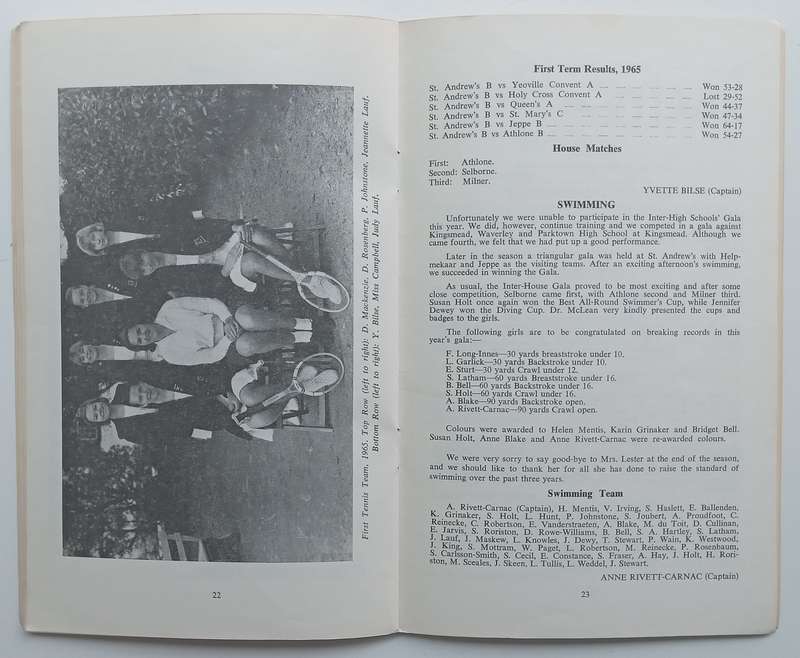 First Tennis Team, 1965. Top Row (left to right): D. Mackenzie, D. Rosenberg, P. Johnstone, Jeannette Lauf.
Bottom Row (left to right): Y. Bilse, Miss Campbell, Judy Lauf.
22
First Term Results, 1965
St. Andrew's B vs Yeoville Convent A ... ... ... ... ... ... Won 53-28
St. Andrew's B vs Holy Cross Convent A ... ... ... ... ... Lost 29-52
St. Andrew's B vs Queen's A ... ... ... ... ... ... ... Won 44-37
St. Andrew's B vs St. Mary's C ... ... ... ... ... ... Won 47-34
St. Andrew's B vs Jeppe B ... ... ... ... ... ... ... Won 64-17
St. Andrew's B vs Athlone B ... ... ... ... ... ... ... Won 54-27
House Matches
First: Athlone.
Second: Selborne.
Third: Milner.
YVETTE BILSE (Captain)
SWIMMING
Unfortunately we were unable to participate in the Inter-High Schools' Gala
this year. We did, however, continue training and we competed in a gala against
Kingsmead, Waverley and Parktown High School at Kingsmead. Although we
came fourth, we felt that we had put up a good performance.
Later in the season a triangular gala was held at St. Andrew's with Help-
mekaar and Jeppe as the visiting teams. After an exciting afternoon's swimming,
we succeeded in winning the Gala.
As usual, the Inter-House Gala proved to be most exciting and after some
close competition, Selborne came first, with Athlone second and Milner third.
Susan Holt once again won the Best All-Round Swimmer's Cup, while Jennifer
Dewey won the Diving Cup. Dr. McLean very kindly presented the cups and
badges to the girls.
The following girls are to be congratulated on breaking records in this
year's gala:—
F. Long-Innes—30 yards breaststroke under 10.
L. Garlick—30 yards Backstroke under 10.
E. Sturt—30 yards Crawl under 12.
S. Latham—60 yards Breaststroke under 16.
B. Bell—60 yards Backstroke under 16.
S. Holt—60 yards Crawl under 16.
A. Blake—90 yards Backstroke open.
A. Rivett-Carnac—90 yards Crawl open.
Colours were awarded to Helen Mentis, Karin Grinaker and Bridget Bell.
Susan Holt, Anne Blake and Anne Rivett-Carnac were re-awarded colours.
We were very sorry to say good-bye to Mrs. Lester at the end of the season,
and we should like to thank her for all she has done to raise the standard of
swimming over the past three years.
Swimming Team
A. Rivett-Carnac (Captain), H. Mentis, V. Irving, S. Haslett, E. Ballenden,
K. Grinaker, S. Holt, L. Hunt, P. Johnstone, S. Joubert, A. Proudfoot, C.
Reinecke, C. Robertson, E. Vanderstraeten, A. Blake, M. du Toit, D. Cullinan,
E. Jarvis, S. Roriston, D. Rowe-Williams, B. Bell, S. A. Hartley, S. Latham,
J. Lauf, J. Maskew, L. Knowles, J. Dewy, T. Stewart, P. Wain, K. Westwood,
J. King, S. Mottram, W. Paget, L. Robertson, M. Reinecke, P. Rosenbaum,
S. Carlsson-Smith, S. Cecil, E. Constance, S. Fraser, A. Hay, J. Holt, H. Rori-
ston, M. Sceales, J. Skeen, L. Tullis, L. Weddel, J. Stewart.
ANNE RIVETT-CARNAC (Captain)
23